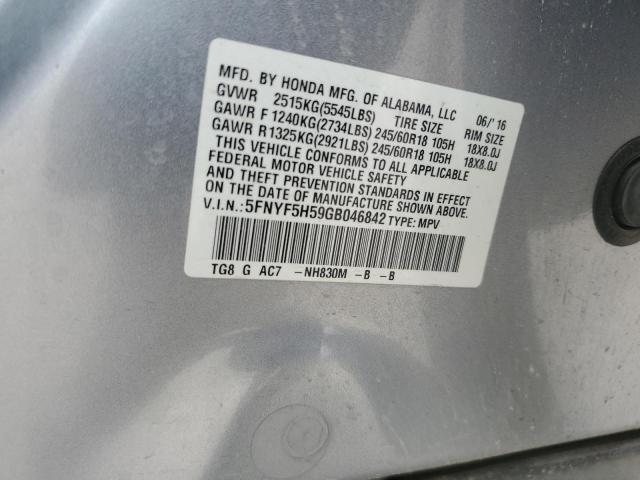 MFD. BY HONDA MFG. OF ALABAMA, LLC 06/'16
GVWR 2515KG(5545LBS) TIRE SIZE RIM SIZE
GAWR F 1240KG(2734LBS) 245/60R18 105H 18X8.0J
GAWR R 1325KG(2921LBS) 245/60R18 105H 18X8.0J
THIS VEHICLE CONFORMS TO ALL APPLICABLE
FEDERAL MOTOR VEHICLE SAFETY
AND THEFT PREVENTION STANDARDS IN EFFECT
ON THE DATE OF MANUFACTURE SHOWN ABOVE.
V.I.N.:5FNYF5H59GB046842 TYPE: MPV
TG8 G AC7 -NH830M -B -B